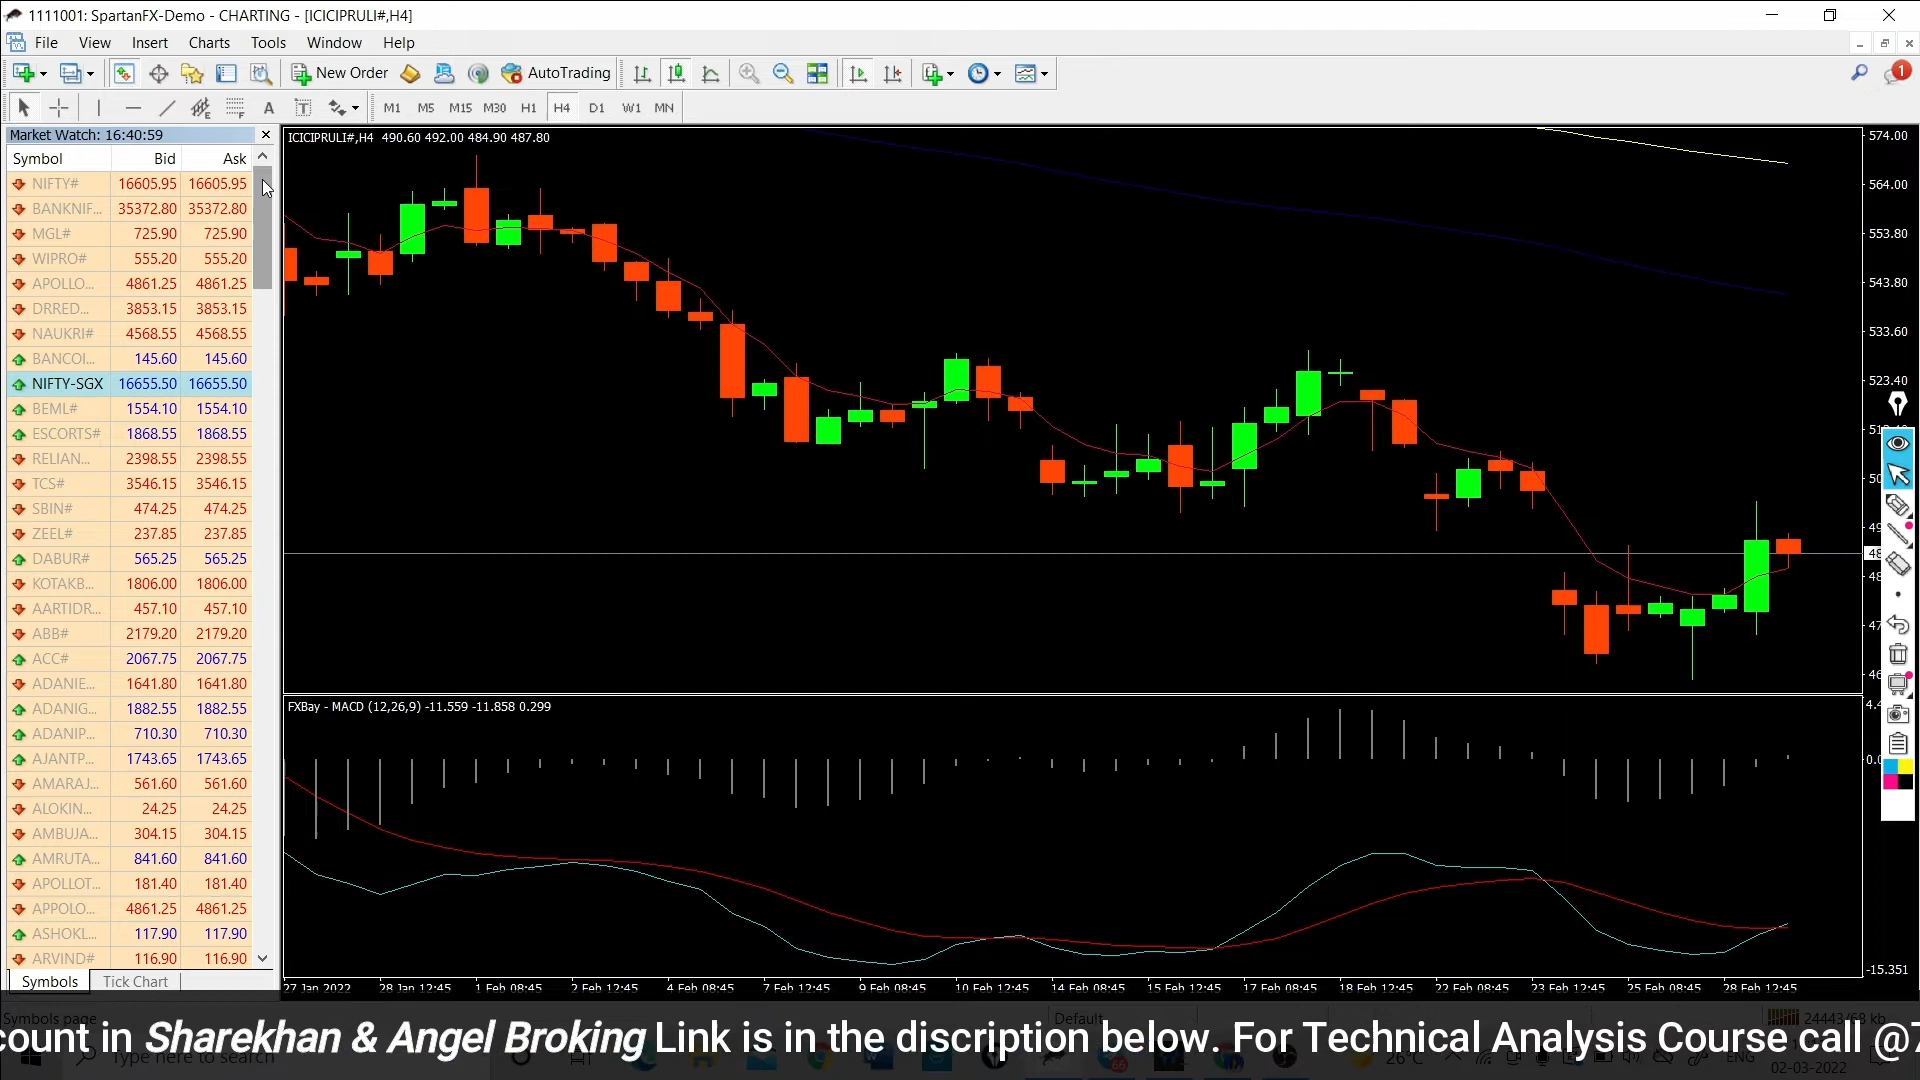 1111001: SpartanFX-Demo - CHARTING - [ICICIPRULI#,H4]
File View Insert Charts Tools Window Help
New Order AutoTrading 1
A T M1 M5 M15 M30 H1 H4 D1 W1 MN
Market Watch: 16:40:59
Symbol Bid Ask
NIFTY# 16605.95 16605.95
BANKNIF... 35372.80 35372.80
MGL# 725.90 725.90
WIPRO# 555.20 555.20
APOLLO... 4861.25 4861.25
DRRED... 3853.15 3853.15
NAUKRI# 4568.55 4568.55
BANCOI... 145.60 145.60
NIFTY-SGX 16655.50 16655.50
BEML# 1554.10 1554.10
ESCORTS# 1868.55 1868.55
RELIAN... 2398.55 2398.55
TCS# 3546.15 3546.15
SBIN# 474.25 474.25
ZEEL# 237.85 237.85
DABUR# 565.25 565.25
KOTAKB... 1806.00 1806.00
AARTIDR... 457.10 457.10
ABB# 2179.20 2179.20
ACC# 2067.75 2067.75
ADANIE... 1641.80 1641.80
ADANIG... 1882.55 1882.55
ADANIP... 710.30 710.30
AJANTP... 1743.65 1743.65
AMARAJ... 561.60 561.60
ALOKIN... 24.25 24.25
AMBUJA... 304.15 304.15
AMRUTA... 841.60 841.60
APOLLOT... 181.40 181.40
APPOLO... 4861.25 4861.25
ASHOKL... 117.90 117.90
ARVIND# 116.90 116.90
Symbols Tick Chart
ICICIPRULI#,H4 490.60 492.00 484.90 487.80
574.00
564.00
553.80
543.80
533.60
523.40
FXBay - MACD (12,26,9) -11.559 -11.858 0.299
-15.351
27 Jan 2022 28 Jan 12:45 1 Feb 08:45 2 Feb 12:45 4 Feb 08:45 7 Feb 12:45 9 Feb 08:45 10 Feb 12:45 14 Feb 08:45 15 Feb 12:45 17 Feb 08:45 18 Feb 12:45 22 Feb 08:45 23 Feb 12:45 25 Feb 08:45 28 Feb 12:45
Symbols page Default 24443/68 kb
count in Sharekhan & Angel Broking Link is in the discription below. For Technical Analysis Course call @7
Type here to search 26°C ENG
02-03-2022